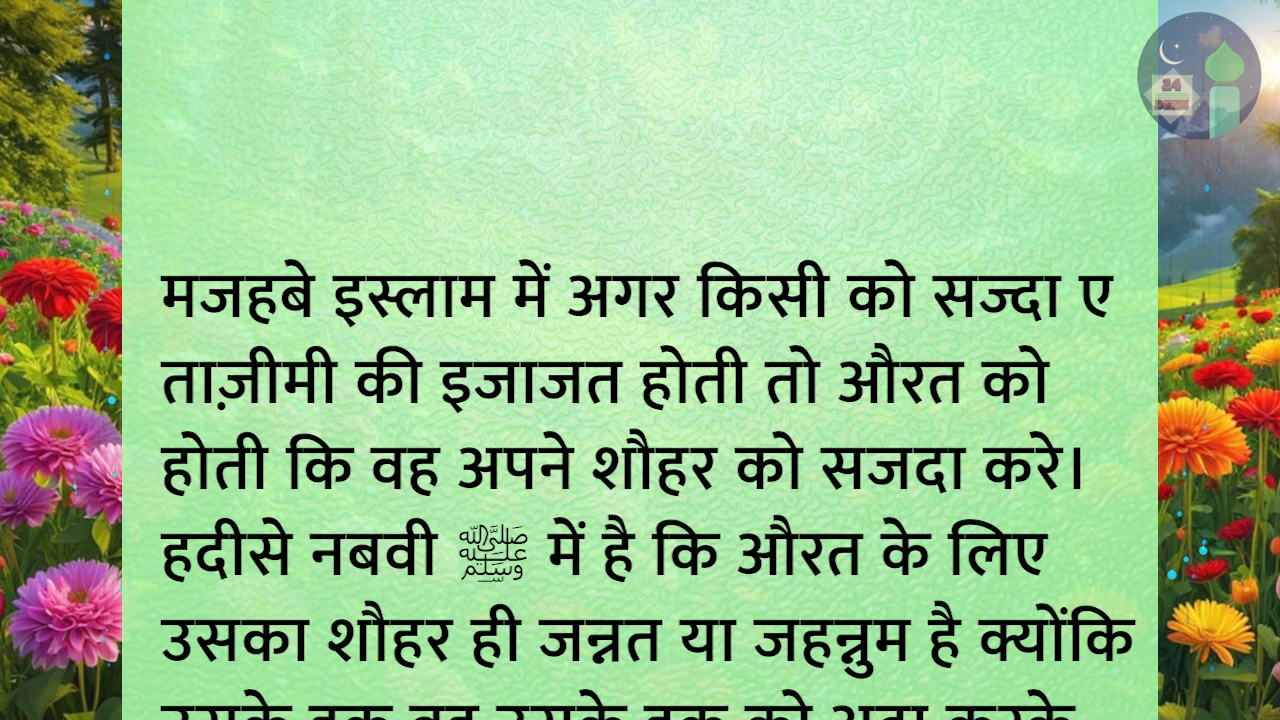 मजहबे इस्लाम में अगर किसी को सज्दा ए
ताज़ीमी की इजाजत होती तो औरत को
होती कि वह अपने शौहर को सजदा करे।
हदीसे नबवी ﷺ में है कि औरत के लिए
उसका शौहर ही जन्नत या जहन्नुम है क्योंकि